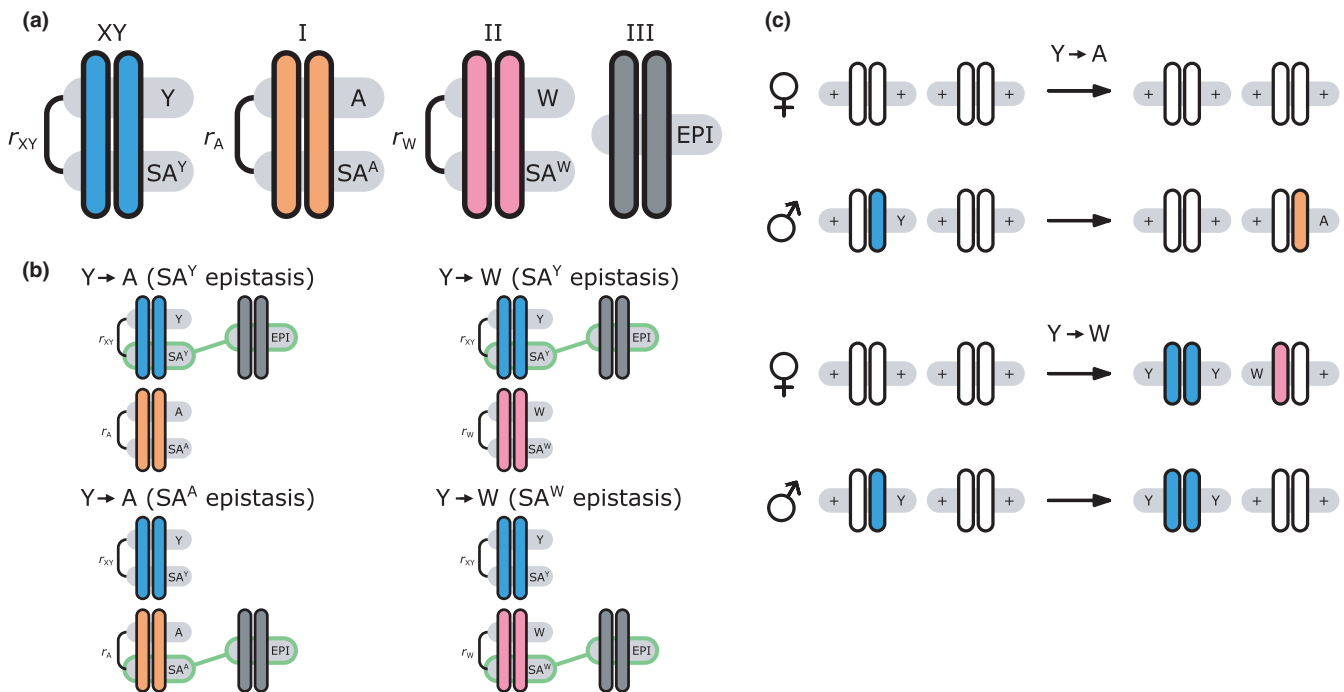 (a)
XY I II III
r_XY Y r_A A r_W W EPI
SA^Y SA^A SA^W
(b)
Y → A (SA^Y epistasis)
Y
r_XY EPI
SA^Y
A
r_A
SA^A
Y → W (SA^Y epistasis)
Y
r_XY EPI
SA^Y
W
r_W
SA^W
Y → A (SA^A epistasis)
Y
r_XY
SA^Y
A
r_A EPI
SA^A
Y → W (SA^W epistasis)
Y
r_XY
SA^Y
W
r_W EPI
SA^W
(c)
Y → A
♀ + + + + + + + +
♂ + Y + + + + + A
Y → W
♀ + + + + Y Y W +
♂ + Y + + Y Y + +